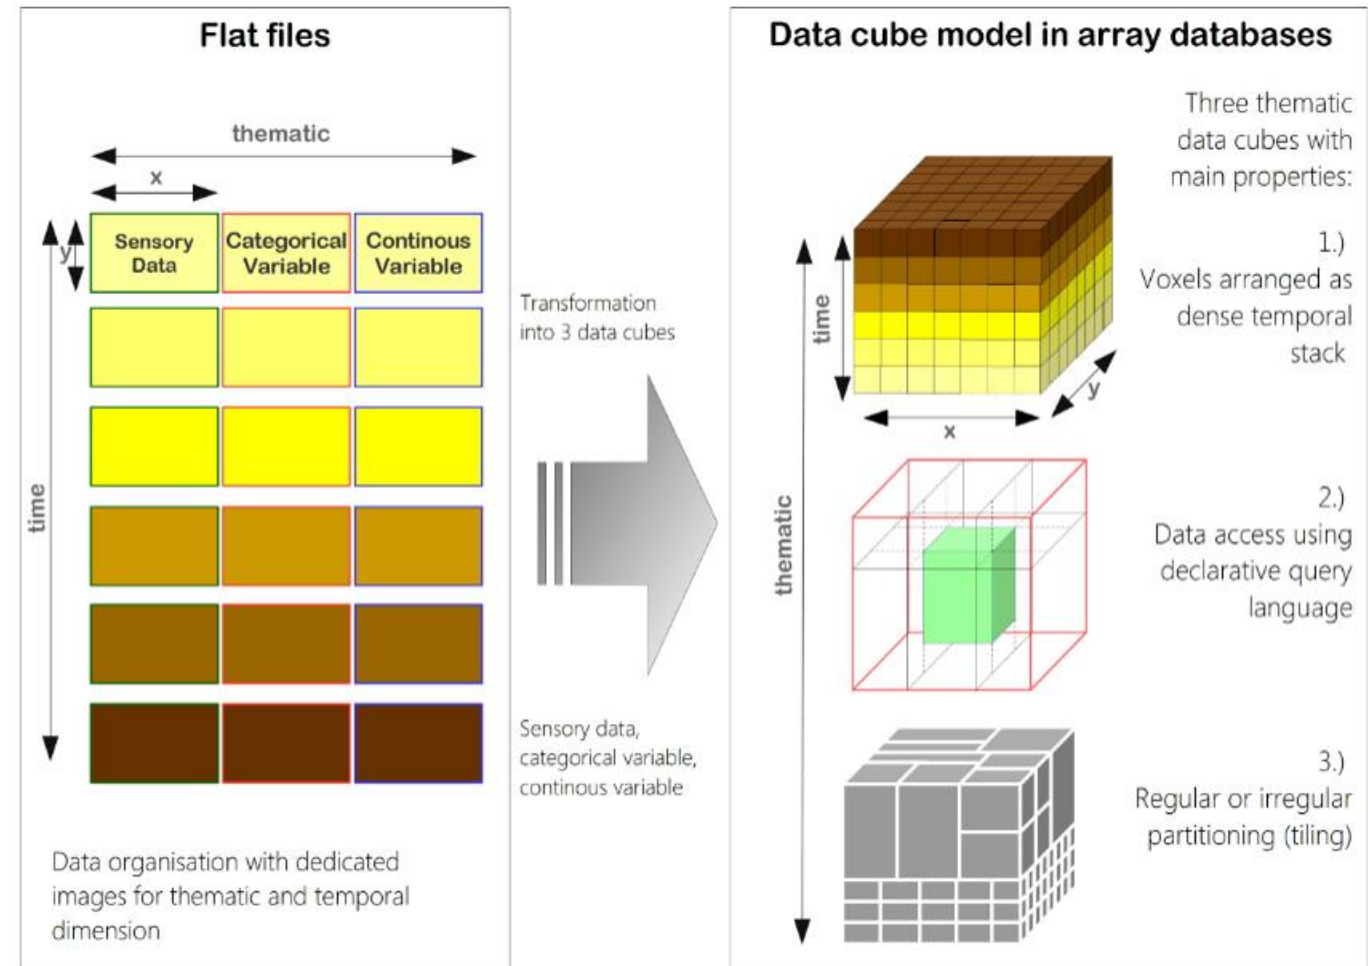 Flat files
thematic
x
y
Sensory
Data
Categorical
Variable
Continous
Variable
time
Data organisation with dedicated
images for thematic and temporal
dimension
Transformation
into 3 data cubes
Sensory data,
categorical variable,
continous variable
Data cube model in array databases
Three thematic
data cubes with
main properties:
time
x
y
thematic
1.)
Voxels arranged as
dense temporal
stack
2.)
Data access using
declarative query
language
3.)
Regular or irregular
partitioning (tiling)